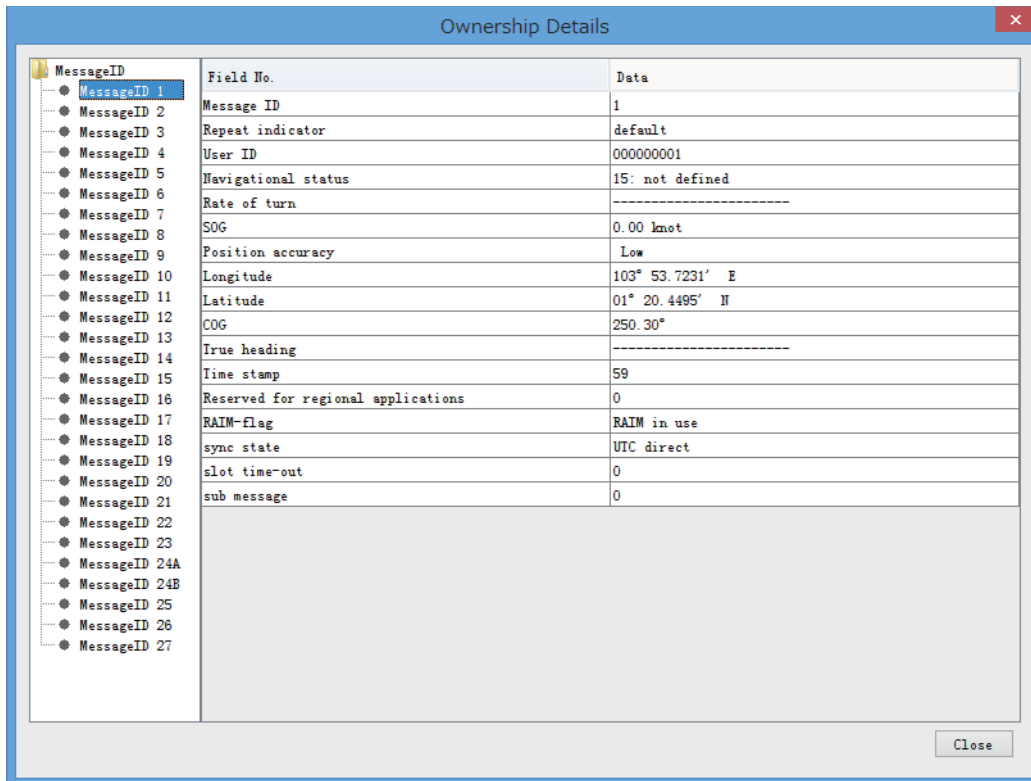 Ownership Details
MessageID
MessageID 1
MessageID 2
MessageID 3
MessageID 4
MessageID 5
MessageID 6
MessageID 7
MessageID 8
MessageID 9
MessageID 10
MessageID 11
MessageID 12
MessageID 13
MessageID 14
MessageID 15
MessageID 16
MessageID 17
MessageID 18
MessageID 19
MessageID 20
MessageID 21
MessageID 22
MessageID 23
MessageID 24A
MessageID 24B
MessageID 25
MessageID 26
MessageID 27
Field No. Data
Message ID 1
Repeat indicator default
User ID 000000001
Navigational status 15: not defined
Rate of turn -----------------------
SOG 0.00 knot
Position accuracy Low
Longitude 103° 53.7231′ E
Latitude 01° 20.4495′ N
COG 250.30°
True heading -----------------------
Time stamp 59
Reserved for regional applications 0
RAIM-flag RAIM in use
sync state UTC direct
slot time-out 0
sub message 0
Close